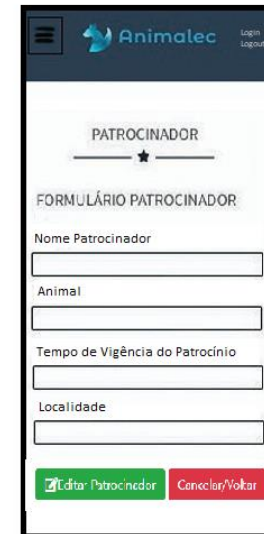 Animalec
Login
Logout
PATROCINADOR
FORMULÁRIO PATROCINADOR
Nome Patrocinador
Animal
Tempo de Vigência do Patrocínio
Localidade
Editar Patrocinador
Cancelar/Voltar